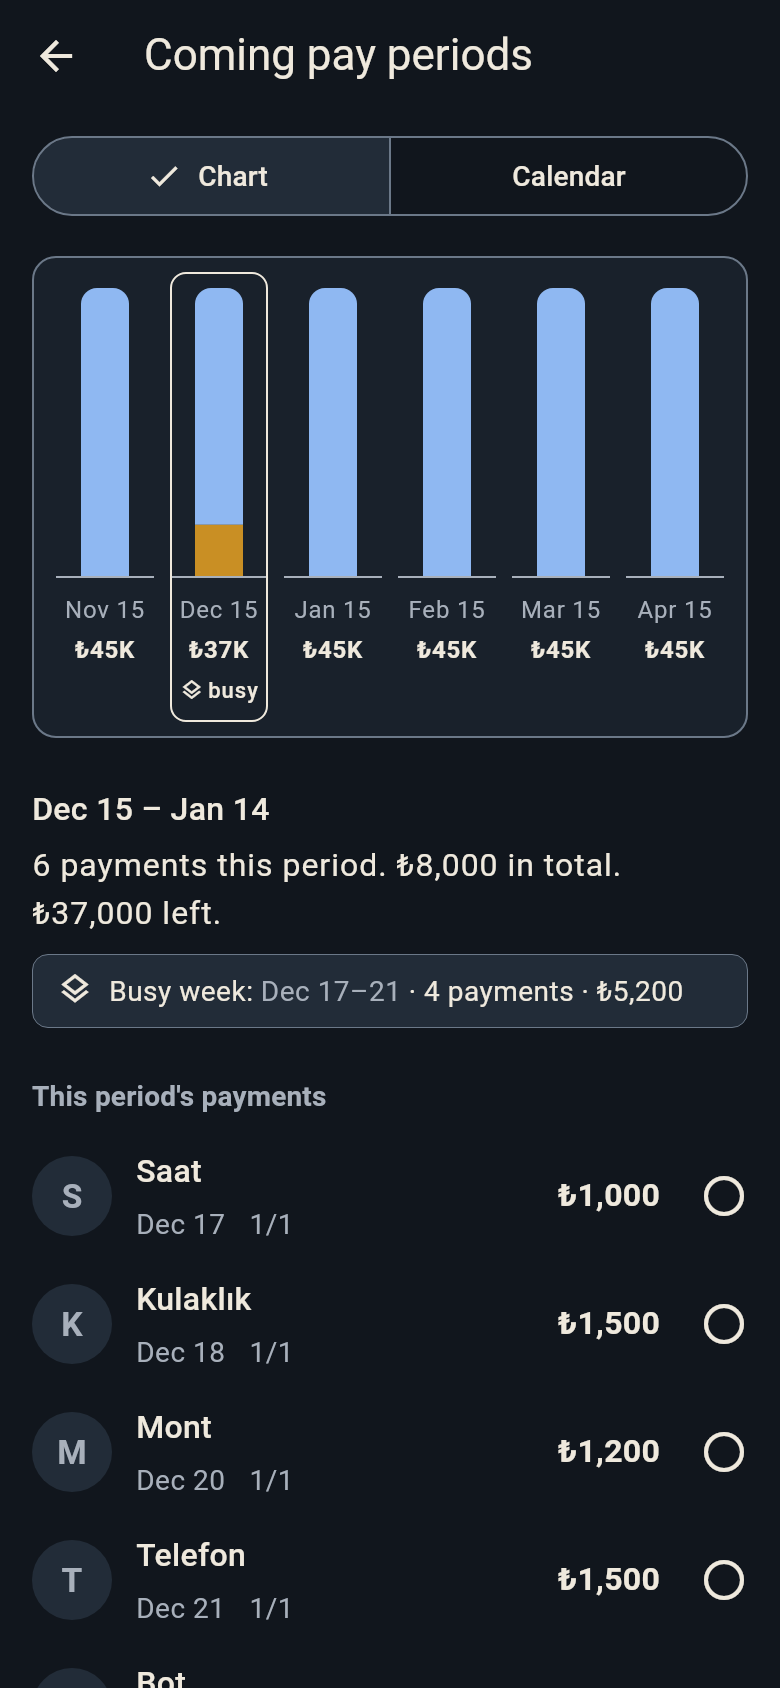 Coming pay periods
Chart
Calendar
Nov 15 Dec 15 Jan 15 Feb 15 Mar 15 Apr 15
₺45K ₺37K ₺45K ₺45K ₺45K ₺45K
busy
Dec 15 – Jan 14
6 payments this period. ₺8,000 in total.
₺37,000 left.
Busy week: Dec 17–21 · 4 payments · ₺5,200
This period's payments
S
Saat
Dec 17 1/1
₺1,000
K
Kulaklık
Dec 18 1/1
₺1,500
M
Mont
Dec 20 1/1
₺1,200
T
Telefon
Dec 21 1/1
₺1,500
Bot